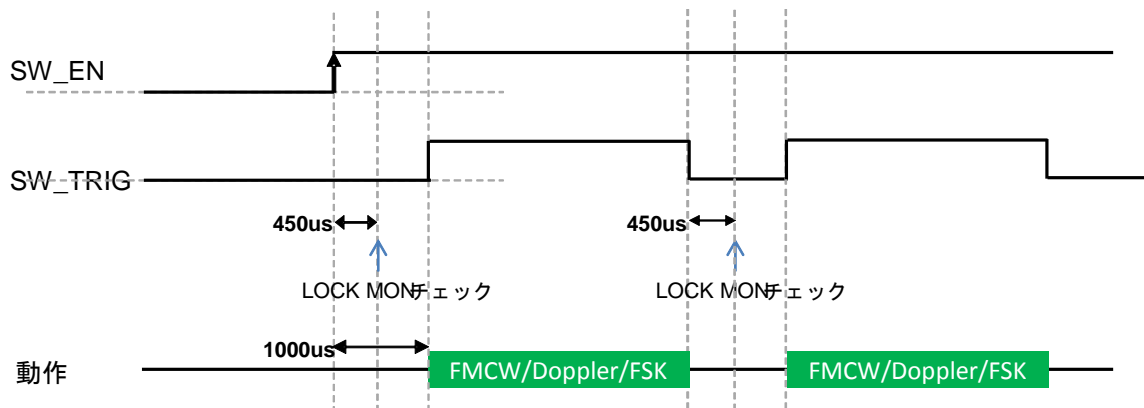 SW_EN
SW_TRIG
450us
450us
LOCK MONチェック
LOCK MONチェック
1000us
動作
FMCW/Doppler/FSK
FMCW/Doppler/FSK